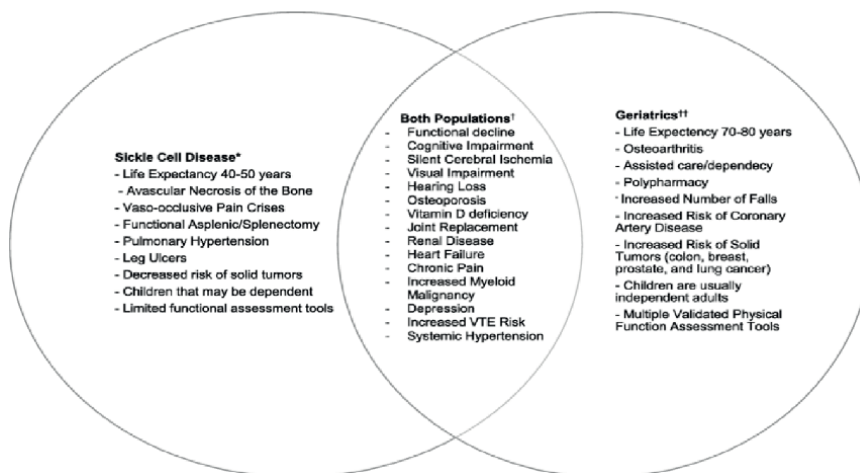 Sickle Cell Disease*
- Life Expectancy 40-50 years
- Avascular Necrosis of the Bone
- Vaso-occlusive Pain Crises
- Functional Asplenic/Splenectomy
- Pulmonary Hypertension
- Leg Ulcers
- Decreased risk of solid tumors
- Children that may be dependent
- Limited functional assessment tools
Both Populations†
- Functional decline
- Cognitive Impairment
- Silent Cerebral Ischemia
- Visual Impairment
- Hearing Loss
- Osteoporosis
- Vitamin D deficiency
- Joint Replacement
- Renal Disease
- Heart Failure
- Chronic Pain
- Increased Myeloid
Malignancy
- Depression
- Increased VTE Risk
- Systemic Hypertension
Geriatrics††
- Life Expectency 70-80 years
- Osteoarthritis
- Assisted care/dependecy
- Polypharmacy
- Increased Number of Falls
- Increased Risk of Coronary
Artery Disease
- Increased Risk of Solid
Tumors (colon, breast,
prostate, and lung cancer)
- Children are usually
independent adults
- Multiple Validated Physical
Function Assessment Tools